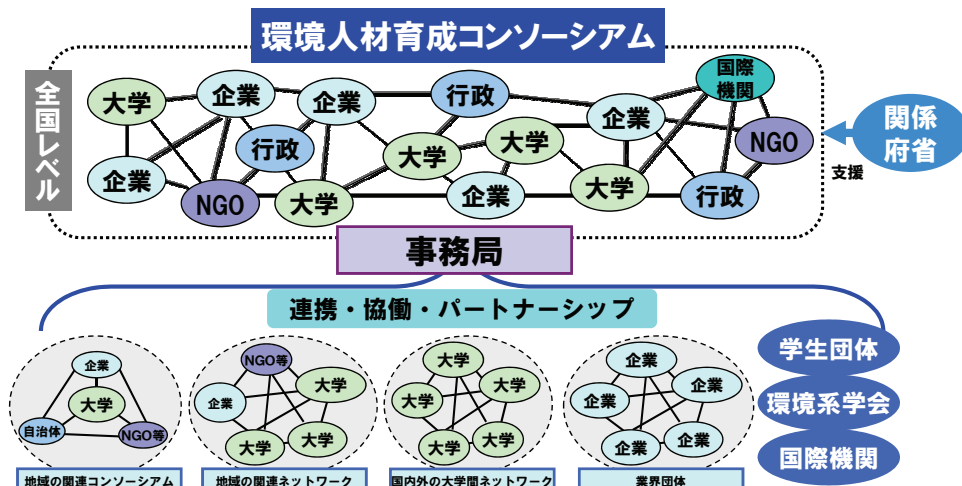 環境人材育成コンソーシアム
全国レベル
大学
企業
企業
行政
国際
機関
企業
行政
大学
大学
企業
NGO
関係
府省
支援
企業
NGO
大学
企業
大学
行政
事務局
連携・協働・パートナーシップ
企業
大学
自治体
NGO等
地域の関連コンソーシアム
NGO等
大学
企業
大学
大学
地域の関連ネットワーク
大学
大学
大学
大学
大学
国内外の大学間ネットワーク
企業
企業
企業
企業
企業
業界団体
学生団体
環境系学会
国際機関